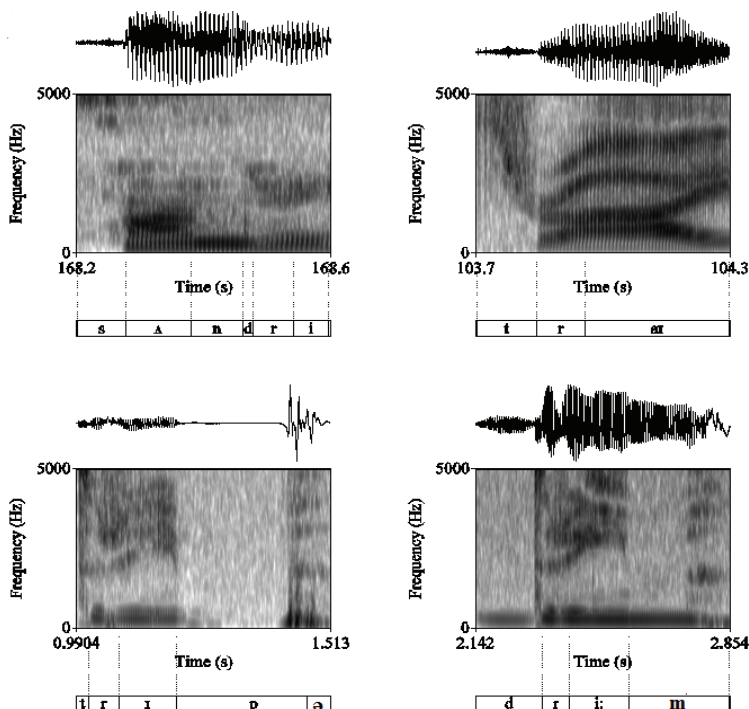 5000 5000
Frequency (Hz) Frequency (Hz)
0 0
168.2 168.6 103.7 104.3
Time (s) Time (s)
s ʌ n d r i t r aɪ
5000 5000
Frequency (Hz) Frequency (Hz)
0 0
0.9904 1.513 2.142 2.854
Time (s) Time (s)
t r ɪ p ə d r i: m